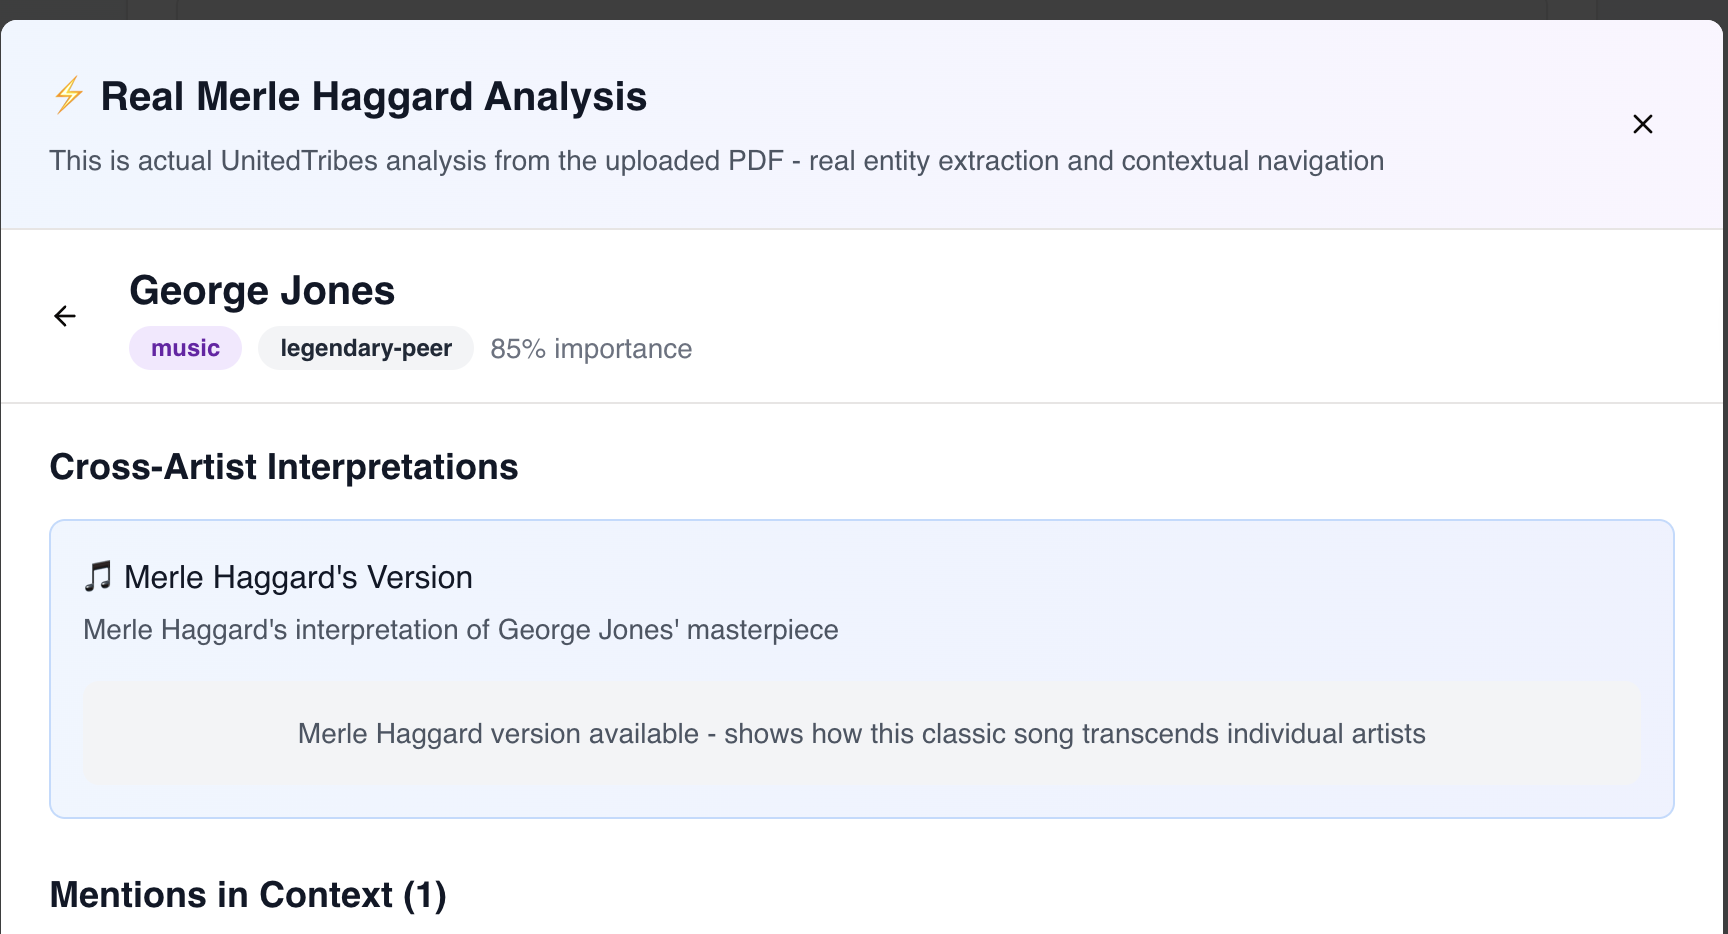 ⚡ Real Merle Haggard Analysis
This is actual UnitedTribes analysis from the uploaded PDF - real entity extraction and contextual navigation
George Jones
music legendary-peer 85% importance
Cross-Artist Interpretations
🎵 Merle Haggard's Version
Merle Haggard's interpretation of George Jones' masterpiece
Merle Haggard version available - shows how this classic song transcends individual artists
Mentions in Context (1)